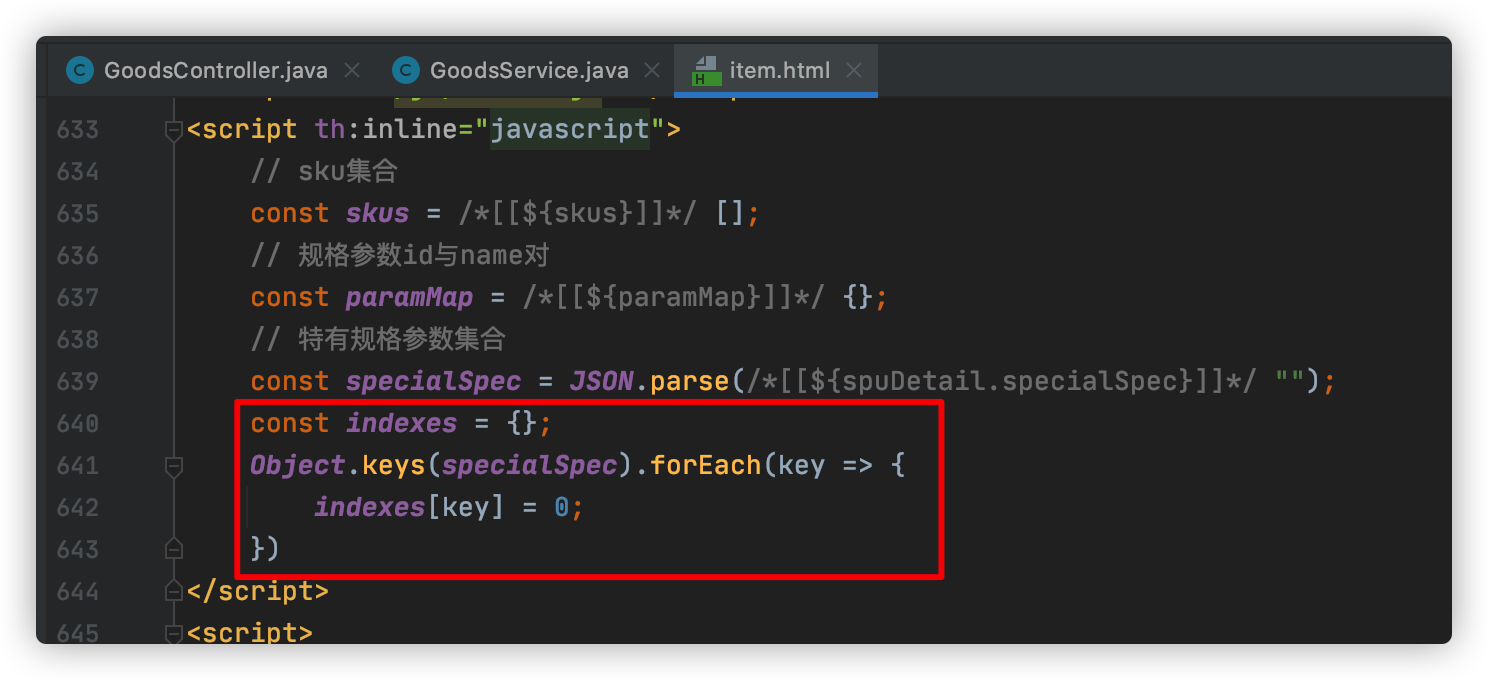 GoodsController.java GoodsService.java item.html
633 <script th:inline="javascript">
634 // sku集合
635 const skus = /*[[${skus}]]*/ [];
636 // 规格参数id与name对
637 const paramMap = /*[[${paramMap}]]*/ {};
638 // 特有规格参数集合
639 const specialSpec = JSON.parse(/*[[${spuDetail.specialSpec}]]*/ "");
640 const indexes = {};
641 Object.keys(specialSpec).forEach(key => {
642 indexes[key] = 0;
643 })
644 </script>
645 <script>